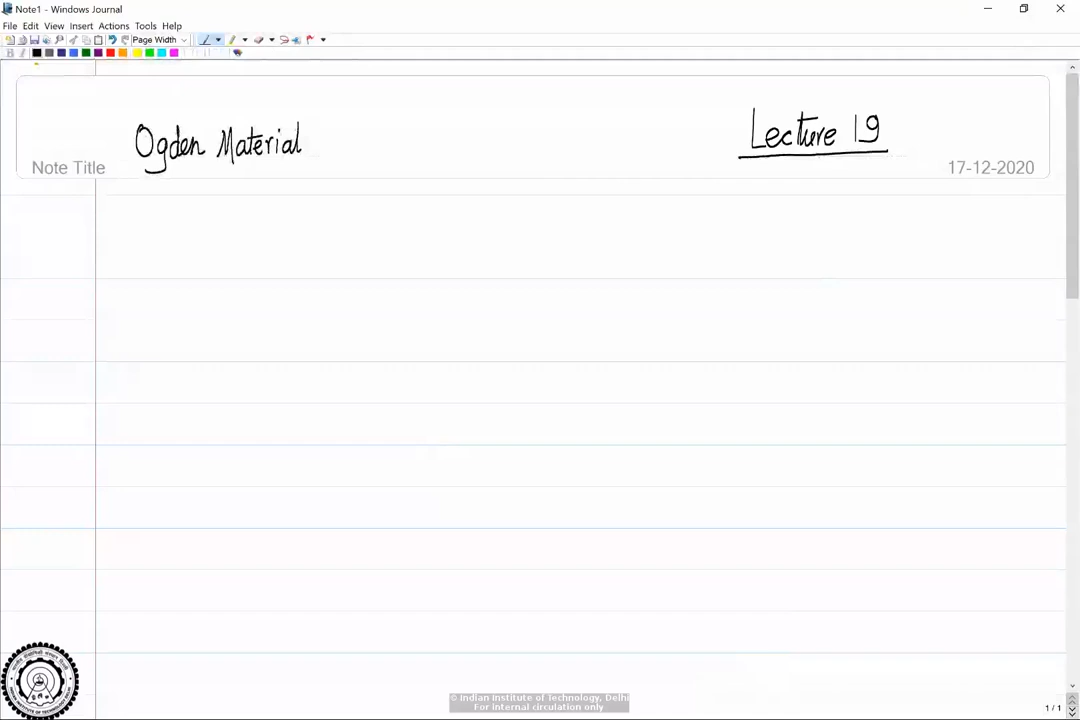 Note1 - Windows Journal
File Edit View Insert Actions Tools Help
Page Width
Ogden Material
Lecture 19
Note Title
17-12-2020
© Indian Institute of Technology, Delhi
For internal circulation only
1 / 1